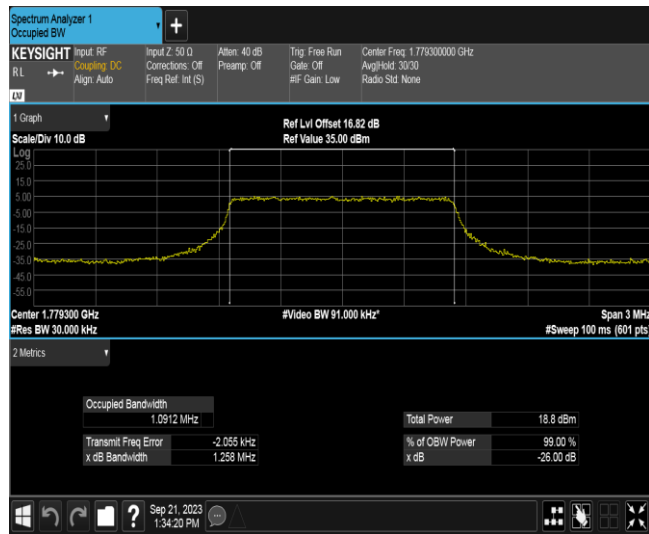 Spectrum Analyzer 1
Occupied BW
+
KEYSIGHT
RL
LXI
Input: RF
Coupling: DC
Align: Auto
Input Z: 50 Ω
Corrections: Off
Freq Ref: Int (S)
Atten: 40 dB
Preamp: Off
Trig: Free Run
Gate: Off
#IF Gain: Low
Center Freq: 1.779300000 GHz
Avg|Hold: 30/30
Radio Std: None
1 Graph
Scale/Div 10.0 dB
Ref Lvl Offset 16.82 dB
Ref Value 35.00 dBm
Log
25.0
15.0
5.00
-5.00
-15.0
-25.0
-35.0
-45.0
-55.0
Center 1.779300 GHz
#Res BW 30.000 kHz
#Video BW 91.000 kHz*
Span 3 MHz
#Sweep 100 ms (601 pts)
2 Metrics
Occupied Bandwidth
1.0912 MHz
Transmit Freq Error -2.055 kHz
x dB Bandwidth 1.258 MHz
Total Power 18.8 dBm
% of OBW Power 99.00 %
x dB -26.00 dB
?
Sep 21, 2023
1:34:20 PM